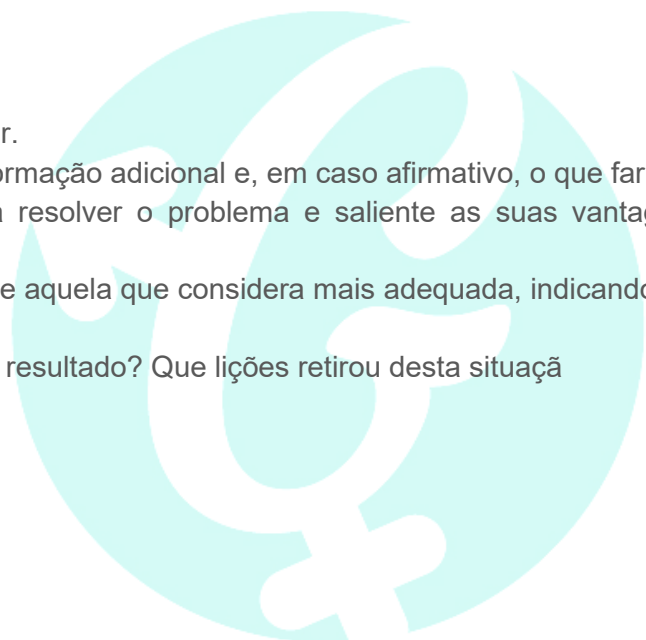 r.
ormação adicional e, em caso afirmativo, o que far
a resolver o problema e saliente as suas vanta
e aquela que considera mais adequada, indicando
resultado? Que lições retirou desta situaçã